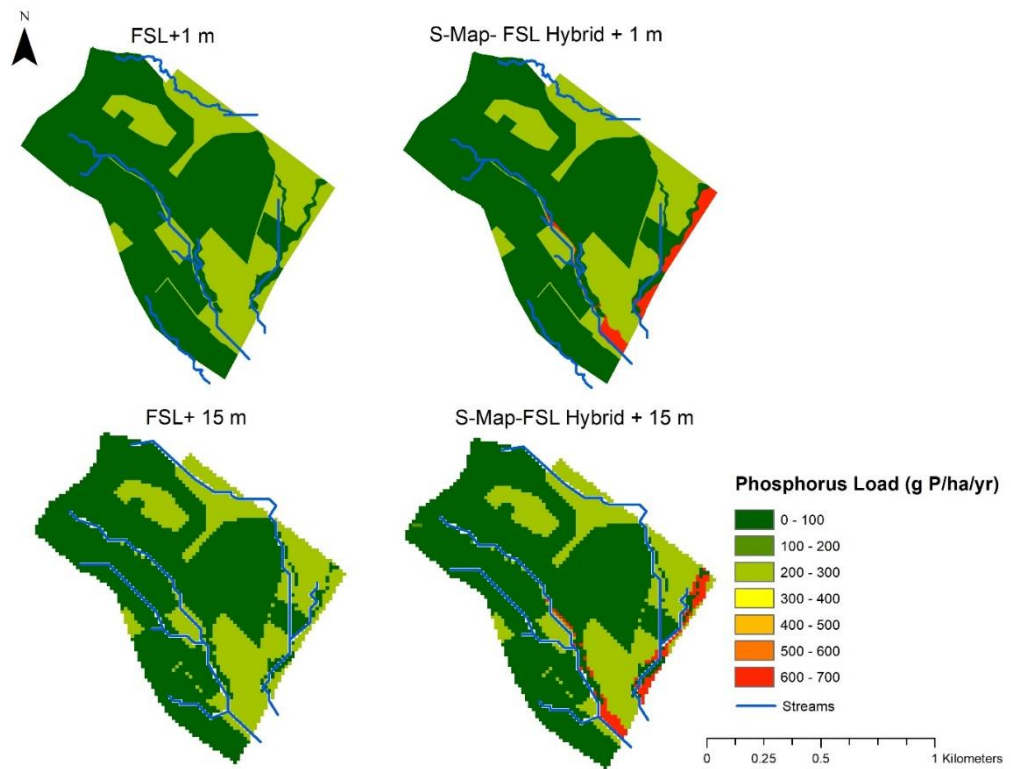 N
FSL+1 m
S-Map- FSL Hybrid + 1 m
FSL+ 15 m
S-Map-FSL Hybrid + 15 m
Phosphorus Load (g P/ha/yr)
0 - 100
100 - 200
200 - 300
300 - 400
400 - 500
500 - 600
600 - 700
Streams
0 0.25 0.5 1 Kilometers